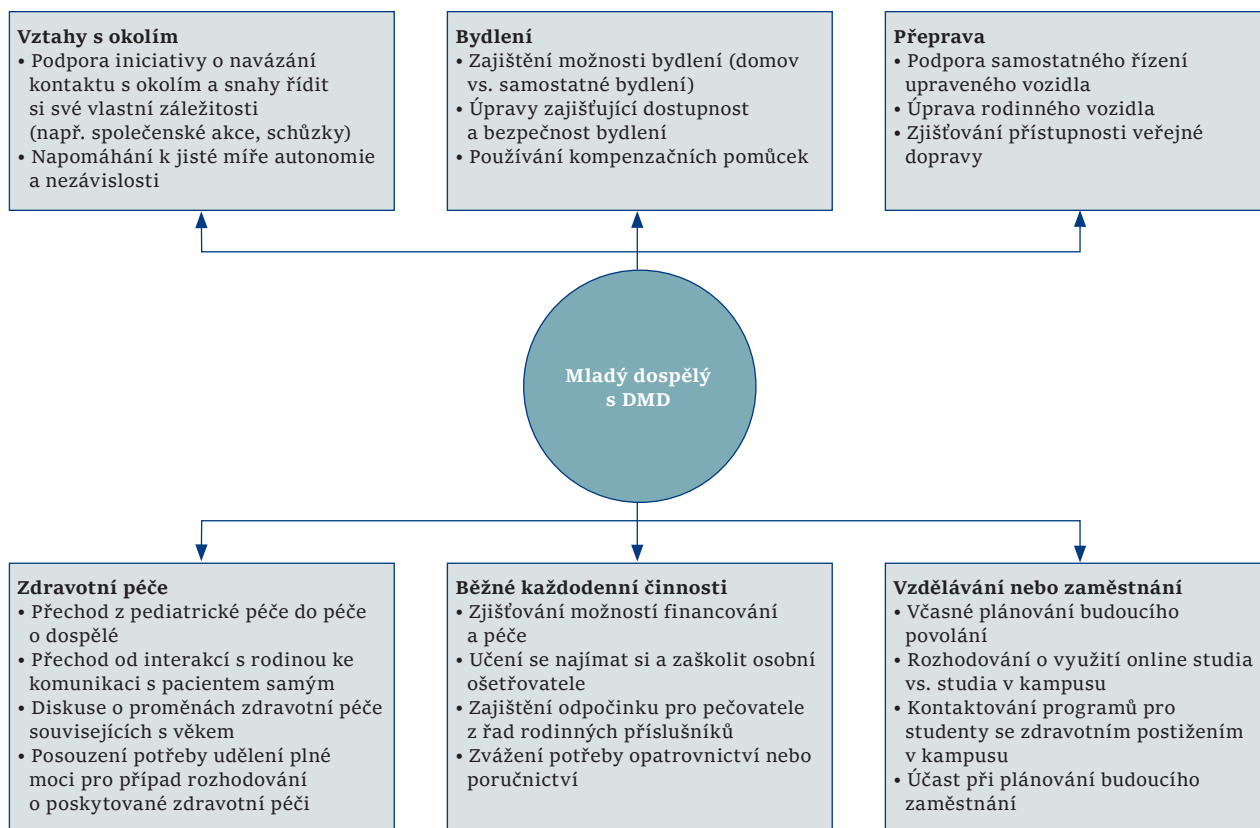 Vztahy s okolím
• Podpora iniciativy o navázání
kontaktu s okolím a snahy řídit
si své vlastní záležitosti
(např. společenské akce, schůzky)
• Napomáhání k jisté míře autonomie
a nezávislosti
Bydlení
• Zajištění možnosti bydlení (domov
vs. samostatné bydlení)
• Úpravy zajišťující dostupnost
a bezpečnost bydlení
• Používání kompenzačních pomůcek
Přeprava
• Podpora samostatného řízení
upraveného vozidla
• Úprava rodinného vozidla
• Zjišťování přístupnosti veřejné
dopravy
Mladý dospělý
s DMD
Zdravotní péče
• Přechod z pediatrické péče do péče
o dospělé
• Přechod od interakcí s rodinou ke
komunikaci s pacientem samým
• Diskuse o proměnách zdravotní péče
souvisejících s věkem
• Posouzení potřeby udělení plné
moci pro případ rozhodování
o poskytované zdravotní péči
Běžné každodenní činnosti
• Zjišťování možností financování
a péče
• Učení se najímat si a zaškolit osobní
ošetřovatele
• Zajištění odpočinku pro pečovatele
z řad rodinných příslušníků
• Zvážení potřeby opatrovnictví nebo
poručnictví
Vzdělávání nebo zaměstnání
• Včasné plánování budoucího
povolání
• Rozhodování o využití online studia
vs. studia v kampusu
• Kontaktování programů pro
studenty se zdravotním postižením
v kampusu
• Účast při plánování budoucího
zaměstnání